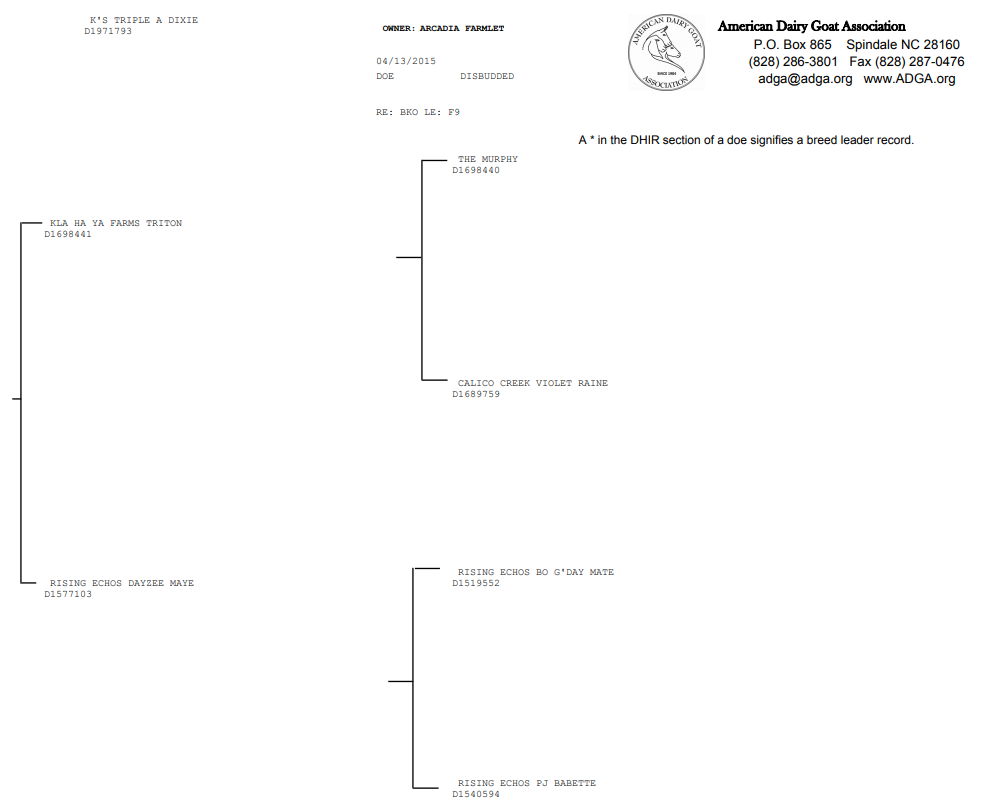 K'S TRIPLE A DIXIE
D1971793
OWNER: ARCADIA FARMLET
04/13/2015
DOE DISBUDDED
RE: BKO LE: F9
AMERICAN DAIRY GOAT
SINCE 1904
ASSOCIATION
American Dairy Goat Association
P.O. Box 865 Spindale NC 28160
(828) 286-3801 Fax (828) 287-0476
adga@adga.org www.ADGA.org
A * in the DHIR section of a doe signifies a breed leader record.
THE MURPHY
D1698440
KLA HA YA FARMS TRITON
D1698441
CALICO CREEK VIOLET RAINE
D1689759
RISING ECHOS DAYZEE MAYE
D1577103
RISING ECHOS BO G'DAY MATE
D1519552
RISING ECHOS PJ BABETTE
D1540594